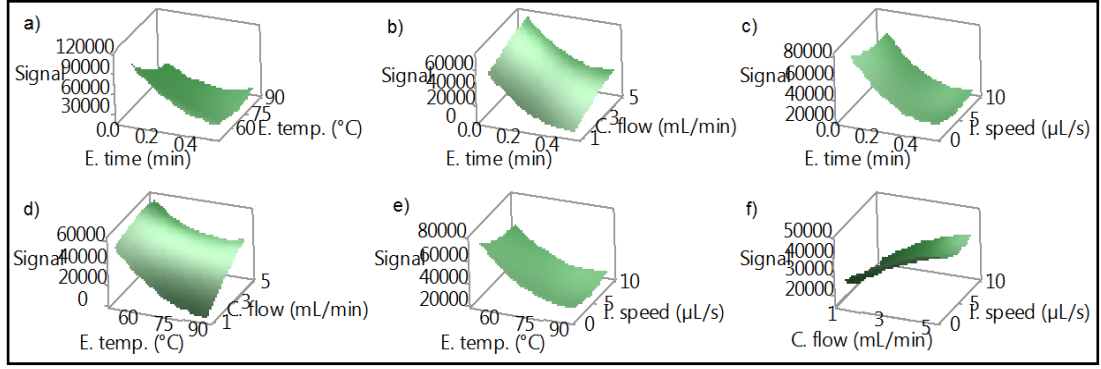 a)
120000
90000
Signal
60000
30000
0.0
0.2
0.4
E. time (min)
60
75
90
E. temp. (°C)
b)
60000
Signal
40000
20000
0
0.0
0.2
0.4
E. time (min)
1
3
5
C. flow (mL/min)
c)
80000
Signal
60000
40000
20000
0.0
0.2
0.4
E. time (min)
0
5
10
I. speed (µL/s)
d)
60000
Signal
40000
20000
0
60
75
90
E. temp. (°C)
1
3
5
C. flow (mL/min)
e)
80000
Signal
60000
40000
20000
60
75
90
E. temp. (°C)
0
5
10
I. speed (µL/s)
f)
50000
Signal
40000
30000
20000
1
3
5
C. flow (mL/min)
0
5
10
I. speed (µL/s)